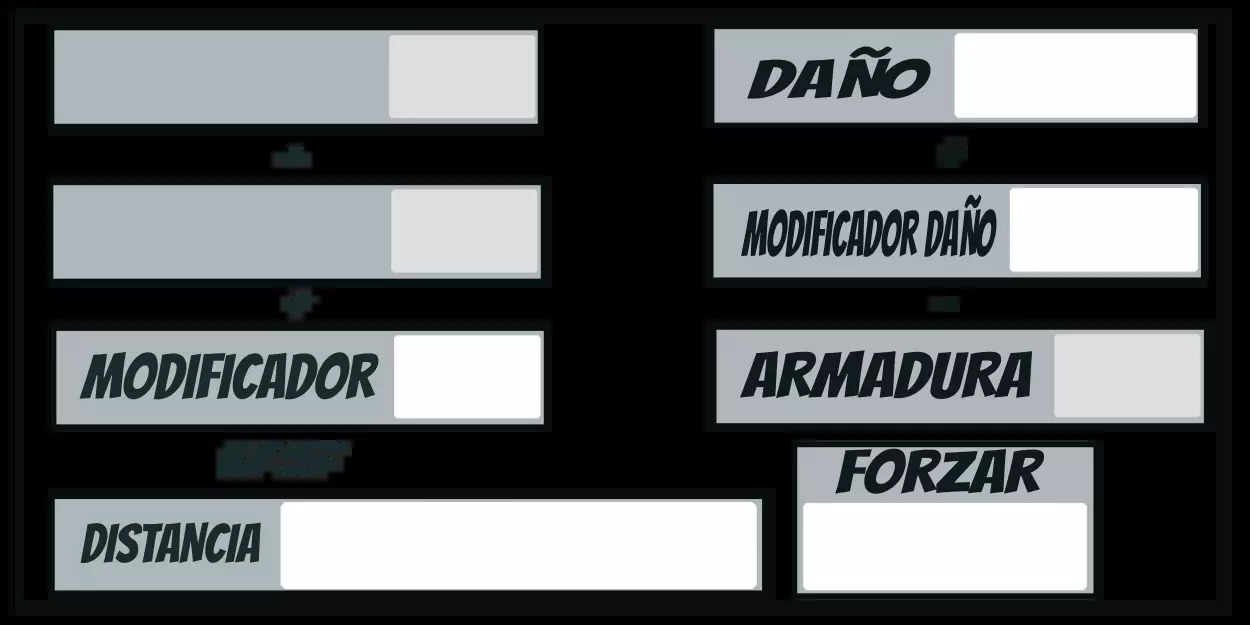 DAÑO
MODIFICADOR DAÑO
MODIFICADOR
ARMADURA
FORZAR
DISTANCIA